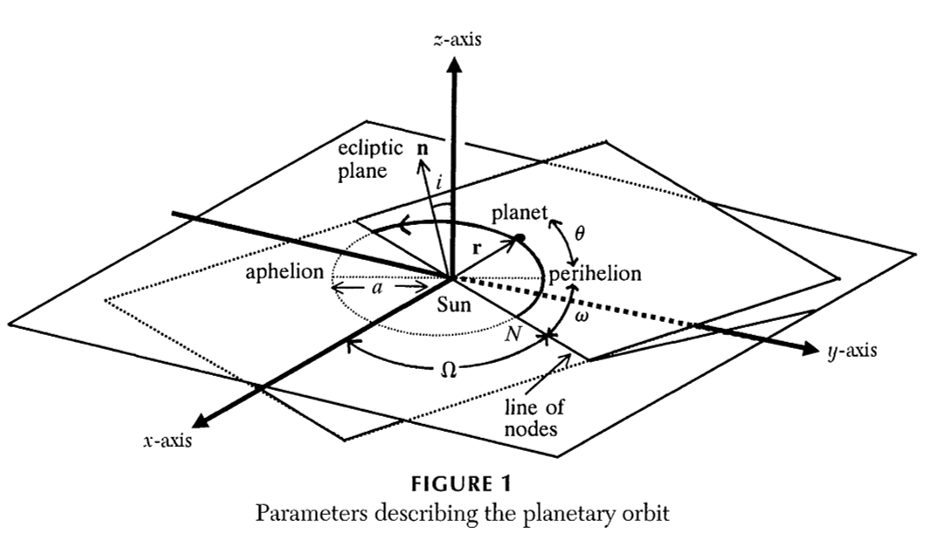 z-axis
ecliptic n
plane
i
planet
θ
r
aphelion
perihelion
a
Sun
ω
N
Ω
y-axis
line of
nodes
x-axis
FIGURE 1
Parameters describing the planetary orbit